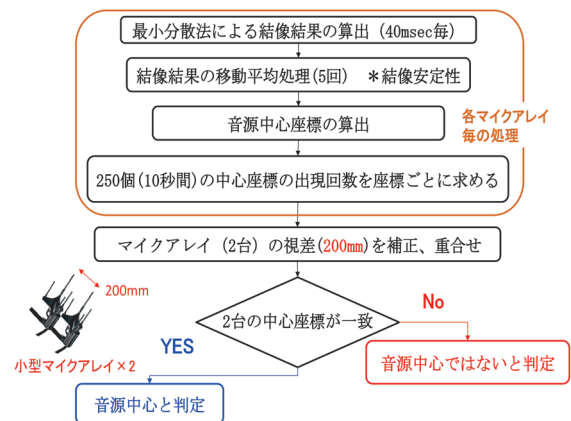 最小分散法による結像結果の算出 (40msec毎)
結像結果の移動平均処理(5回)　＊結像安定性
音源中心座標の算出
各マイクアレイ
毎の処理
250個(10秒間)の中心座標の出現回数を座標ごとに求める
マイクアレイ (2台) の視差(200mm)を補正、重合せ
200mm
小型マイクアレイ×2
2台の中心座標が一致
No
YES
音源中心ではないと判定
音源中心と判定